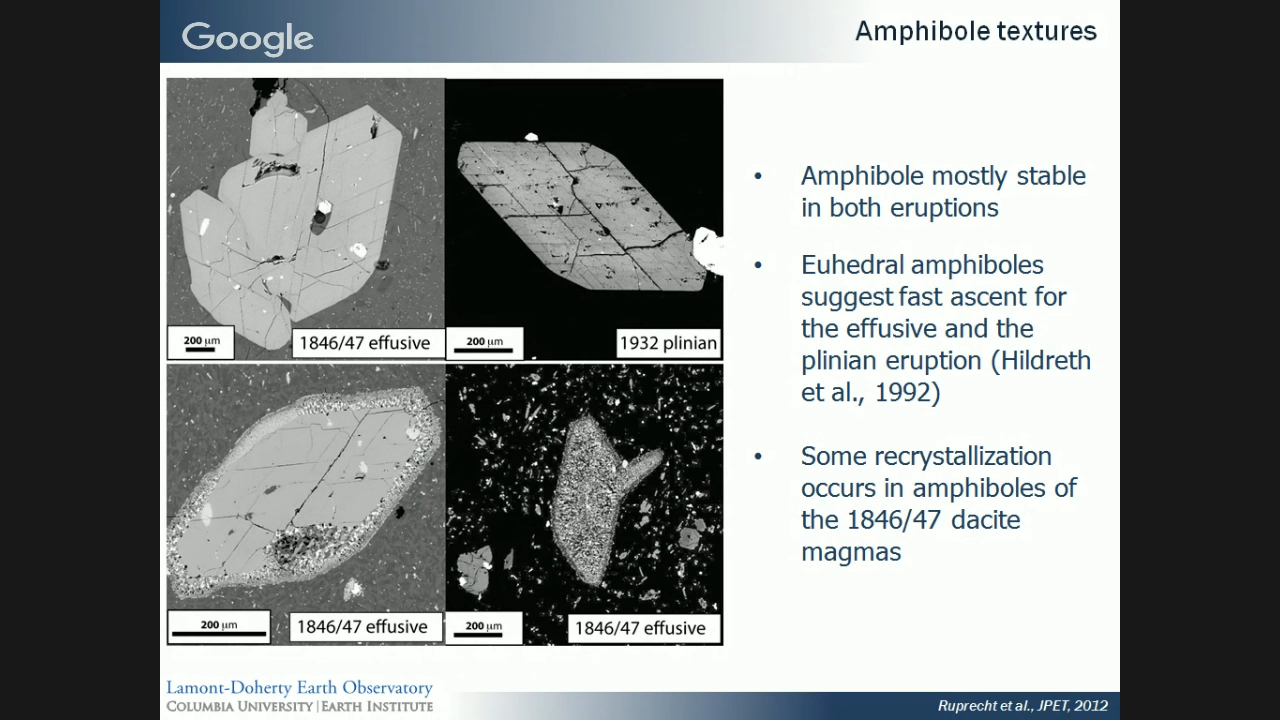 Google
Amphibole textures
200 μm
1846/47 effusive
200 μm
1932 plinian
200 μm
1846/47 effusive
200 μm
1846/47 effusive
• Amphibole mostly stable
in both eruptions
• Euhedral amphiboles
suggest fast ascent for
the effusive and the
plinian eruption (Hildreth
et al., 1992)
• Some recrystallization
occurs in amphiboles of
the 1846/47 dacite
magmas
Lamont-Doherty Earth Observatory
COLUMBIA UNIVERSITY | EARTH INSTITUTE
Ruprecht et al., JPET, 2012